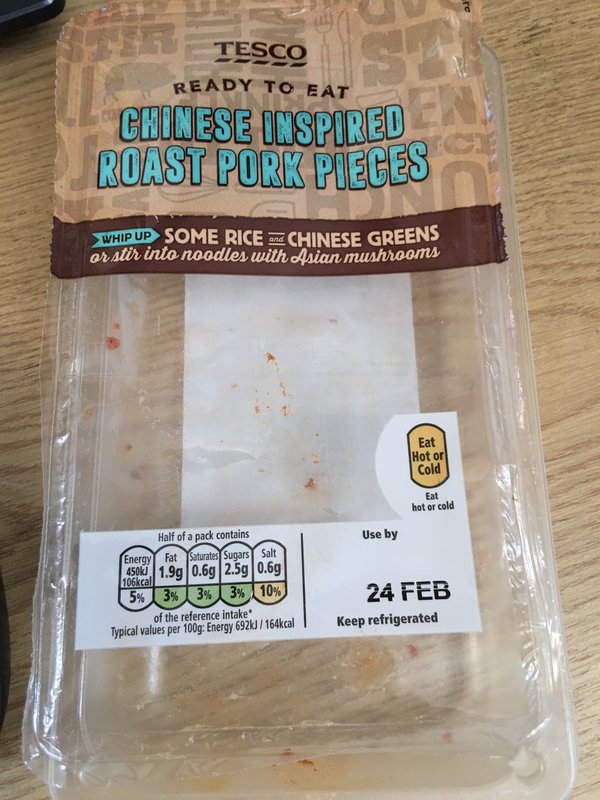 TESCO
READY TO EAT
CHINESE INSPIRED
ROAST PORK PIECES
WHIP UP SOME RICE and CHINESE GREENS
or stir into noodles with Asian mushrooms
Eat
Hot or
Cold
Eat
hot or cold
Half of a pack contains
Energy Fat Saturates Sugars Salt
450kJ 1.9g 0.6g 2.5g 0.6g
106kcal
5% 3% 3% 3% 10%
of the reference intake*
Typical values per 100g: Energy 692kJ / 164kcal
Use by
24 FEB
Keep refrigerated